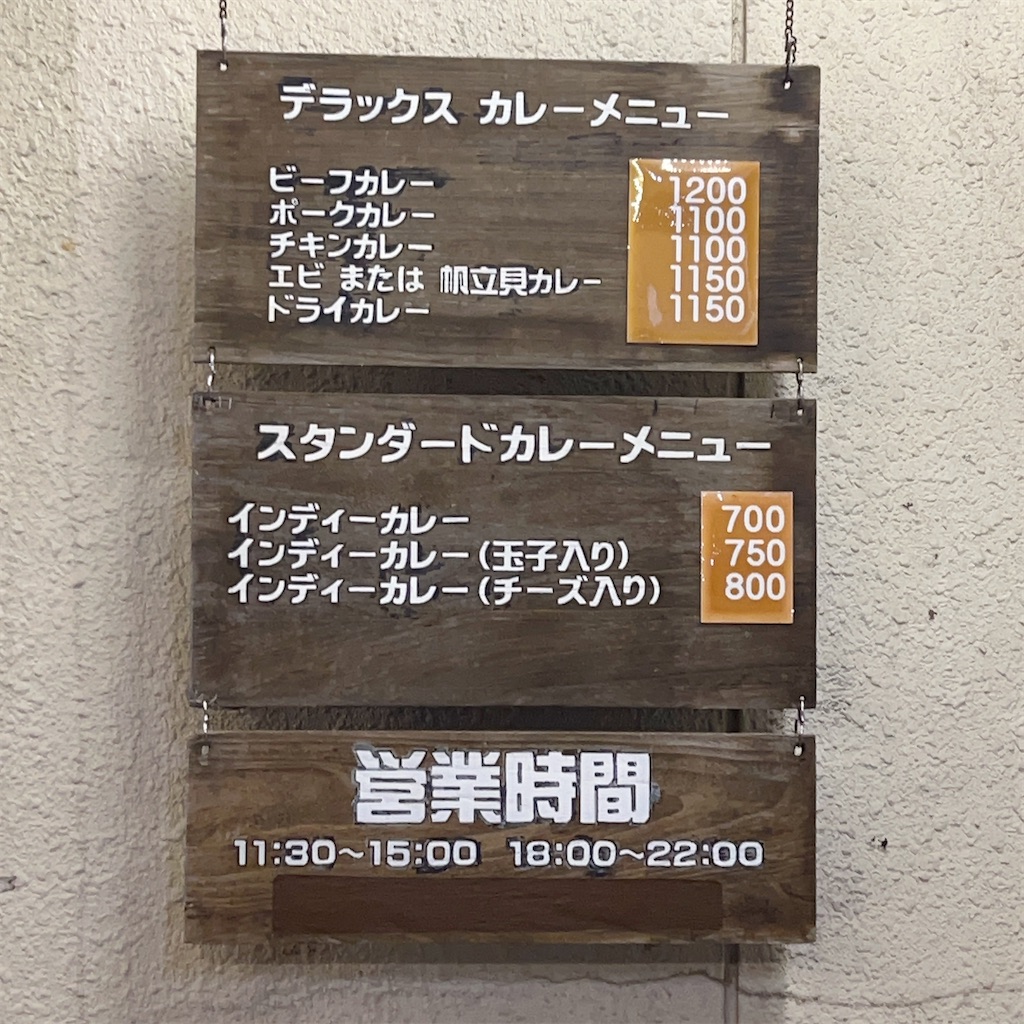 デラックス カレーメニュー
ビーフカレー 1200
ポークカレー 1100
チキンカレー 1100
エビ または 帆立貝カレー 1150
ドライカレー 1150
スタンダードカレーメニュー
インディーカレー 700
インディーカレー(玉子入り) 750
インディーカレー(チーズ入り) 800
営業時間
11:30～15:00 18:00～22:00